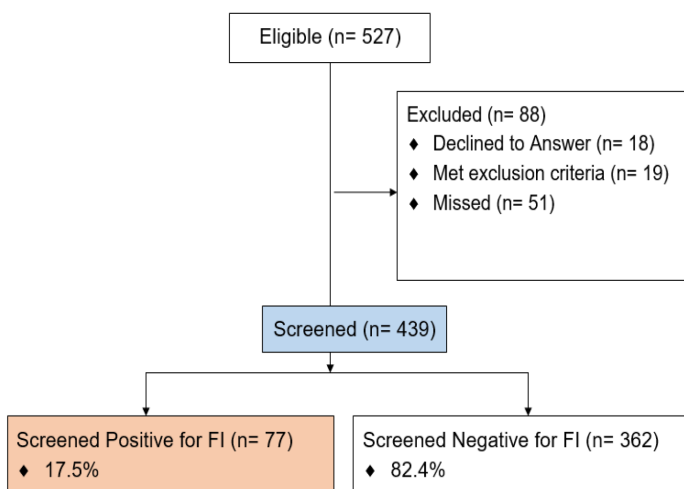 Eligible (n= 527)
Excluded (n= 88)
♦ Declined to Answer (n= 18)
♦ Met exclusion criteria (n= 19)
♦ Missed (n= 51)
Screened (n= 439)
Screened Positive for FI (n= 77)
♦ 17.5%
Screened Negative for FI (n= 362)
♦ 82.4%